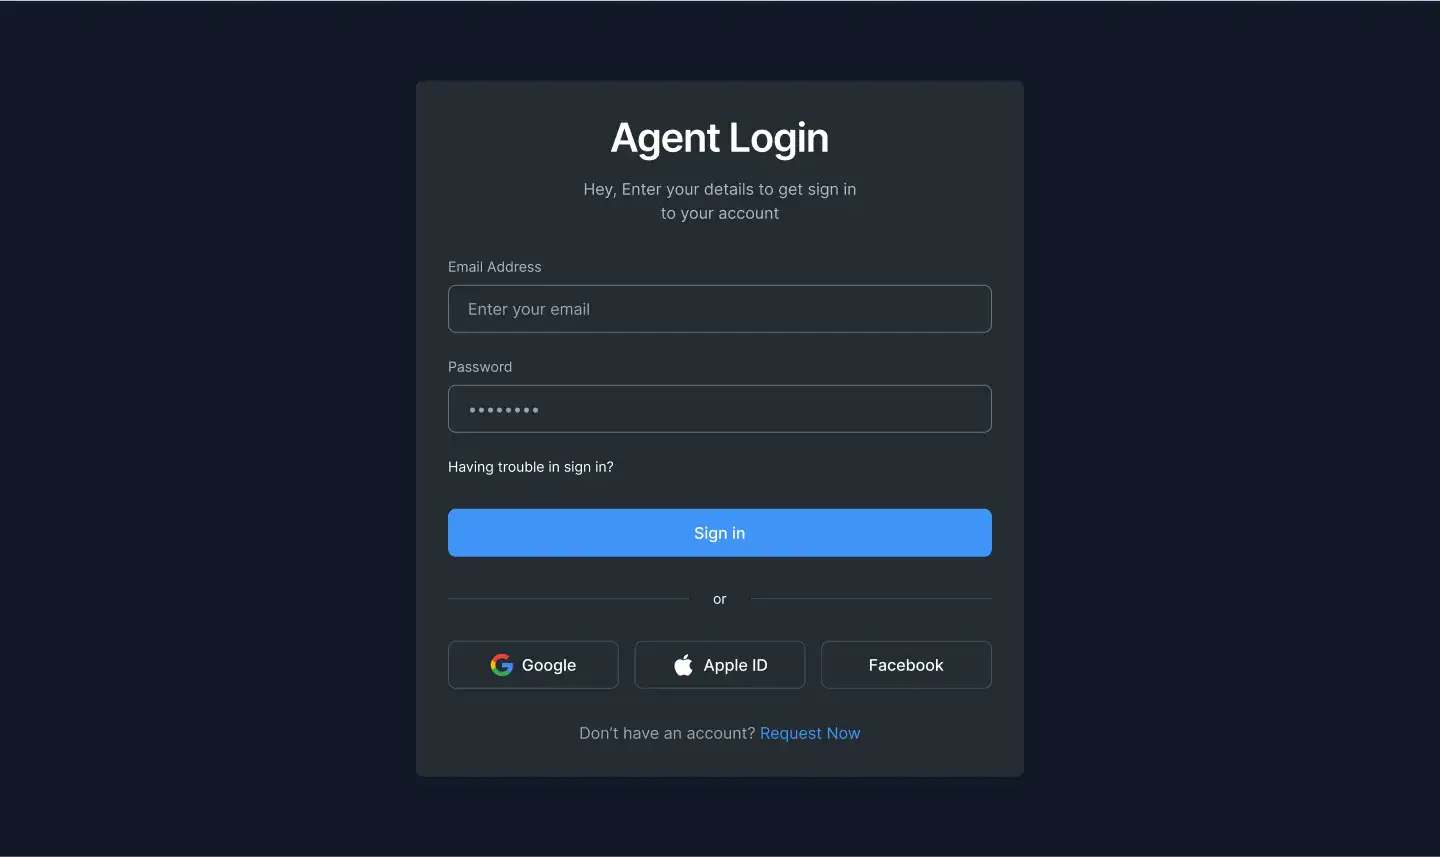 Agent Login
Hey, Enter your details to get sign in
to your account
Email Address
Enter your email
Password
••••••••
Having trouble in sign in?
Sign in
or
Google
Apple ID
Facebook
Don’t have an account? Request Now